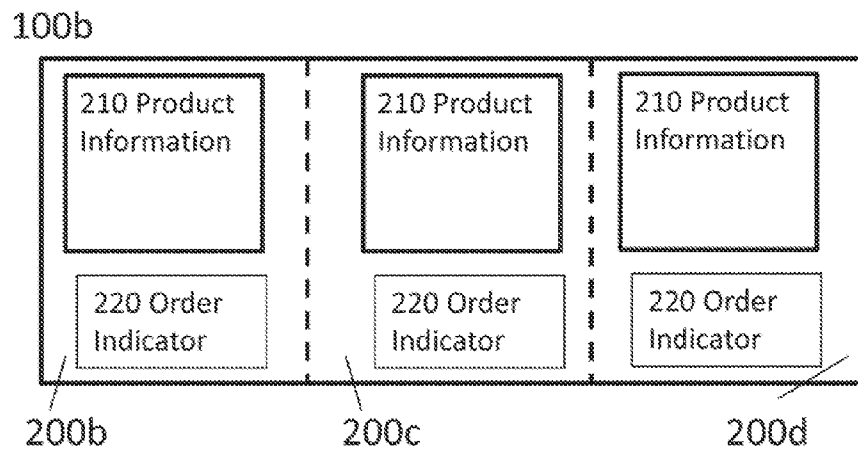 100b
210 Product
Information
210 Product
Information
210 Product
Information
220 Order
Indicator
220 Order
Indicator
220 Order
Indicator
200b
200c
200d